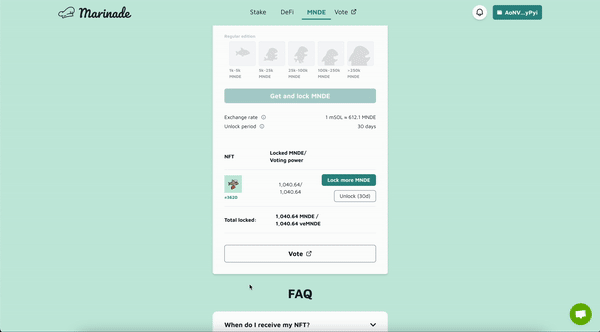 Marinade
Stake
DeFi
MNDE
Vote
AoNV...yPyi
Regular edition
1k-5k
MNDE
5k-25k
MNDE
25k-100k
MNDE
100k-250k
MNDE
>250k
MNDE
Get and lock MNDE
Exchange rate
1 mSOL ≈ 612.1 MNDE
Unlock period
30 days
NFT
Locked MNDE/
Voting power
1,040.64/
1,040.64
Lock more MNDE
Unlock (30d)
Total locked:
1,040.64 MNDE /
1,040.64 veMNDE
Vote
FAQ
When do I receive my NFT?